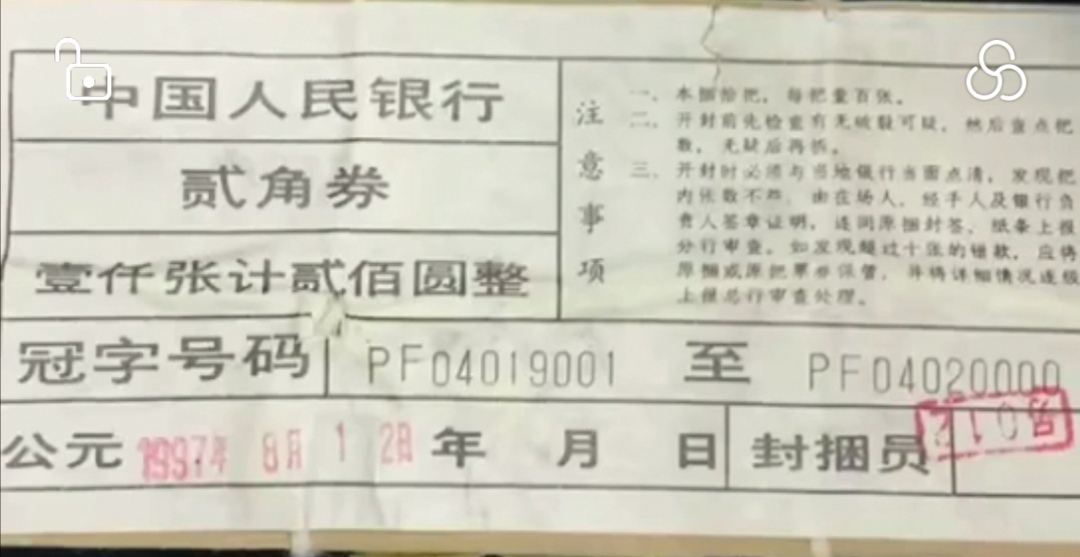 中国人民银行
贰角券
壹仟张计贰佰圆整
注意事项
一、本捆拾把，每把壹百张。
二、开封前先检查有无破裂可疑，然后查点把
数，无疑后再拆。
三、开封时必须与当地银行当面点清，发现把
内张数不符，由在场人，经手人及银行负
责人签章证明，连同原捆封签、纸条上报
分行审查。如发现超过十张的错款，应将
原捆或原把票券保管，并将详细情况逐级
上报总行审查处理。
冠字号码 PF04019001 至 PF04020000
公元 1997年 8月 12日 年 月 日 封捆员